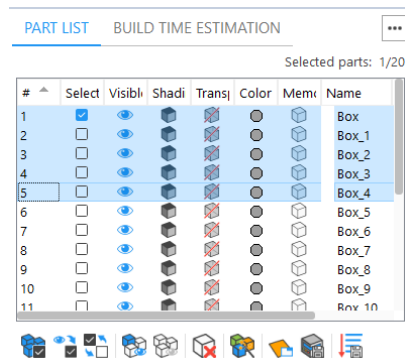 PART LIST BUILD TIME ESTIMATION
Selected parts: 1/20
# Select Visibl Shadi Transp Color Memo Name
1 Box
2 Box_1
3 Box_2
4 Box_3
5 Box_4
6 Box_5
7 Box_6
8 Box_7
9 Box_8
10 Box_9
11 Box_10